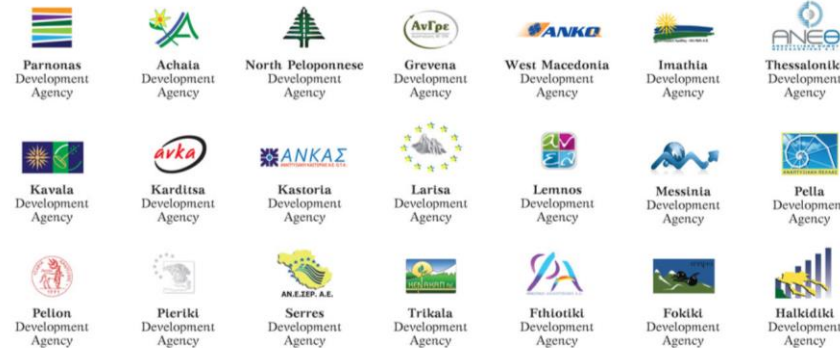 ΑνΓρε
ΑΝΚΟ
ΑΝΕΘ
Parnonas
Development
Agency
Achaia
Development
Agency
North Peloponnese
Development
Agency
Grevena
Development
Agency
West Macedonia
Development
Agency
Imathia
Development
Agency
Thessalonik
Development
Agency
avka
ΑΝΚΑΣ
αν
εΛ
Kavala
Development
Agency
Karditsa
Development
Agency
Kastoria
Development
Agency
Larisa
Development
Agency
Lemnos
Development
Agency
Messinia
Development
Agency
Pella
Development
Agency
ΑΝ.Ε.ΣΕΡ. Α.Ε.
Pelion
Development
Agency
Pieriki
Development
Agency
Serres
Development
Agency
Trikala
Development
Agency
Fthiotiki
Development
Agency
Fokiki
Development
Agency
Halkidiki
Development
Agency